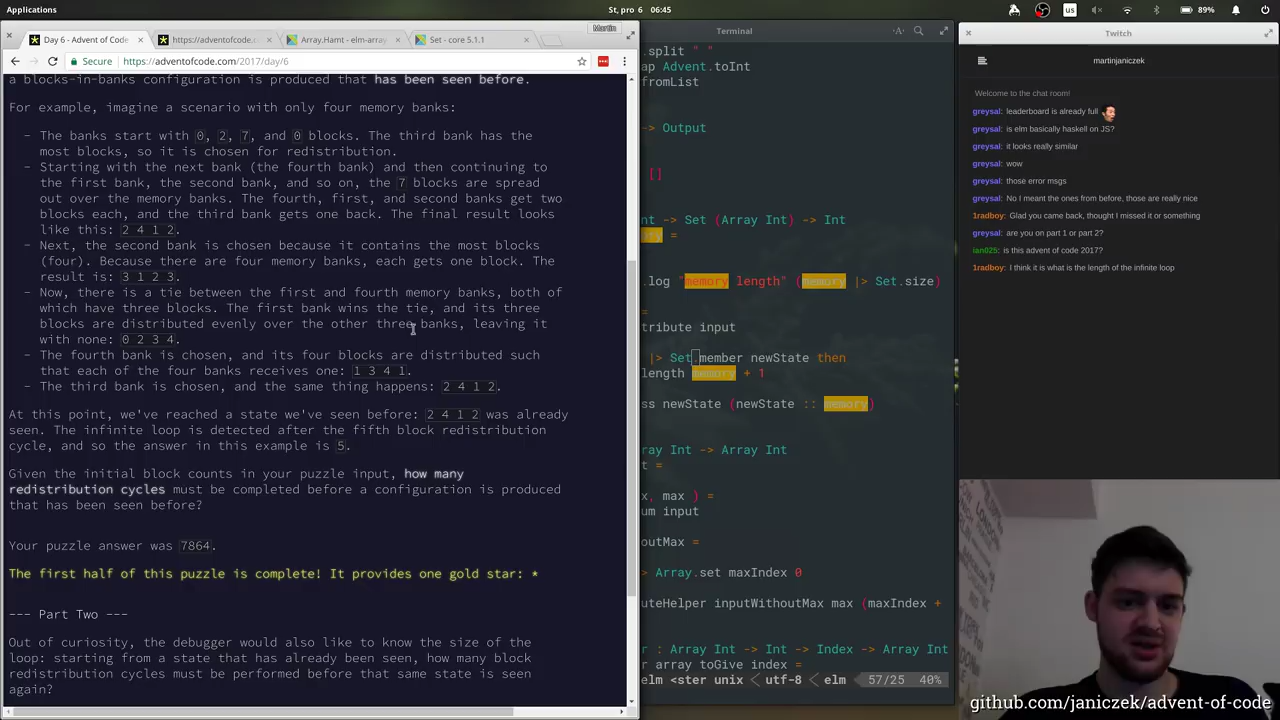 Applications
St, pro 6 06:45
us
89%
Martin
Day 6 - Advent of Cod
https://adventofcode.
Array.Hamt - elm-array
Set - core 5.1.1
Secure
https://adventofcode.com/2017/day/6
a blocks-in-banks configuration is produced that has been seen before.
For example, imagine a scenario with only four memory banks:
- The banks start with 0, 2, 7, and 0 blocks. The third bank has the
most blocks, so it is chosen for redistribution.
- Starting with the next bank (the fourth bank) and then continuing to
the first bank, the second bank, and so on, the 7 blocks are spread
out over the memory banks. The fourth, first, and second banks get two
blocks each, and the third bank gets one back. The final result looks
like this: 2 4 1 2.
- Next, the second bank is chosen because it contains the most blocks
(four). Because there are four memory banks, each gets one block. The
result is: 3 1 2 3.
- Now, there is a tie between the first and fourth memory banks, both of
which have three blocks. The first bank wins the tie, and its three
blocks are distributed evenly over the other three banks, leaving it
with none: 0 2 3 4.
- The fourth bank is chosen, and its four blocks are distributed such
that each of the four banks receives one: 1 3 4 1.
- The third bank is chosen, and the same thing happens: 2 4 1 2.
At this point, we've reached a state we've seen before: 2 4 1 2 was already
seen. The infinite loop is detected after the fifth block redistribution
cycle, and so the answer in this example is 5.
Given the initial block counts in your puzzle input, how many
redistribution cycles must be completed before a configuration is produced
that has been seen before?
Your puzzle answer was 7864.
The first half of this puzzle is complete! It provides one gold star: *
--- Part Two ---
Out of curiosity, the debugger would also like to know the size of the
loop: starting from a state that has already been seen, how many block
redistribution cycles must be performed before that same state is seen
again?
Terminal
split " "
ap Advent.toInt
fromList
-> Output
[]
nt -> Set (Array Int) -> Int
=
.log "memory length" (memory |> Set.size)
=
tribute input
|> Set.member newState then
length memory + 1
ss newState (newState :: memory)
ray Int -> Array Int
t =
x, max ) =
um input
outMax =
> Array.set maxIndex 0
uteHelper inputWithoutMax max (maxIndex +
r : Array Int -> Int -> Index -> Array Int
r array toGive index =
elm <ster unix < utf-8 < elm 57/25 40%
Twitch
martinjaniczek
Welcome to the chat room!
greysal: leaderboard is already full
greysal: is elm basically haskell on JS?
greysal: it looks really similar
greysal: wow
greysal: those error msgs
greysal: No I meant the ones from before, those are really nice
1radboy: Glad you came back, thought I missed it or something
greysal: are you on part 1 or part 2?
ian025: is this advent of code 2017?
1radboy: I think it is what is the length of the infinite loop
github.com/janiczek/advent-of-code